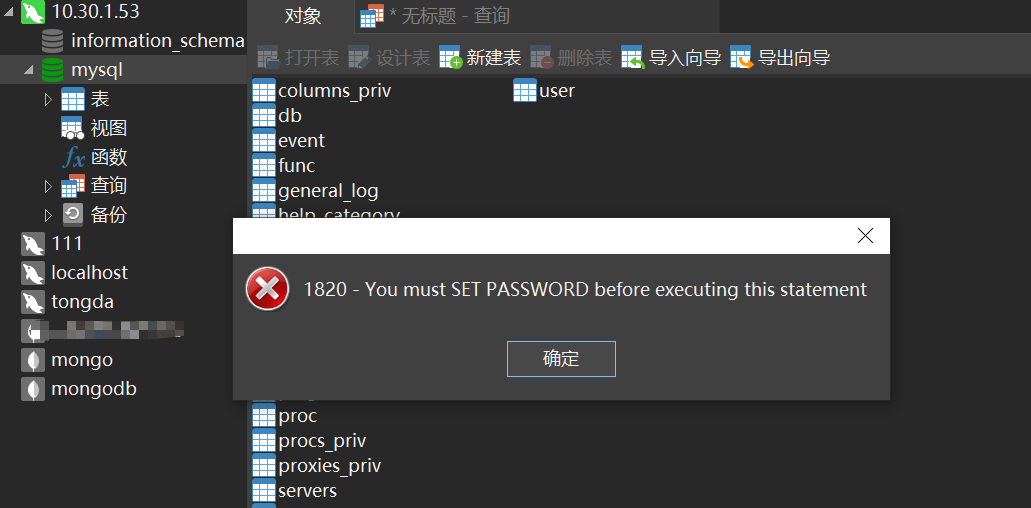 10.30.1.53
information_schema
mysql
表
视图
函数
查询
备份
111
localhost
tongda
mongo
mongodb
对象
* 无标题 - 查询
打开表 设计表 新建表 删除表 导入向导 导出向导
columns_priv user
db
event
func
general_log
help_category
1820 - You must SET PASSWORD before executing this statement
确定
proc
procs_priv
proxies_priv
servers